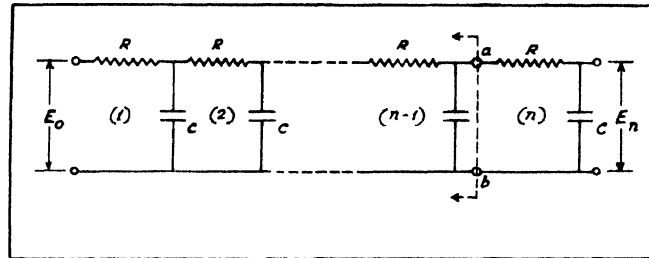 R R R a R
E₀ (1) C (2) C (n-1) (n) C Eₙ
b